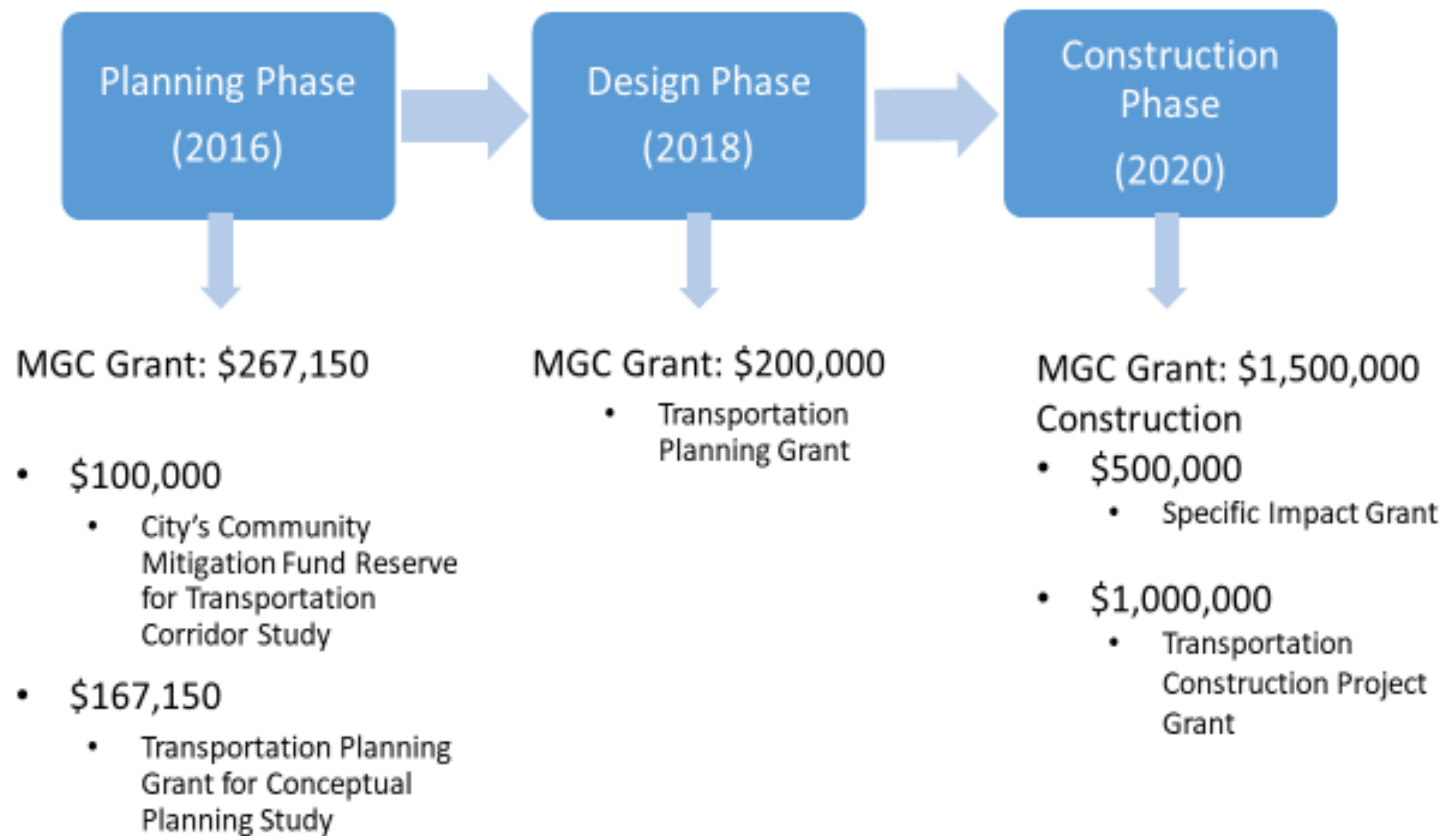 Planning Phase
(2016)
Design Phase
(2018)
Construction
Phase
(2020)
MGC Grant: $267,150
• $100,000
• City's Community
Mitigation Fund Reserve
for Transportation
Corridor Study
• $167,150
• Transportation Planning
Grant for Conceptual
Planning Study
MGC Grant: $200,000
• Transportation
Planning Grant
MGC Grant: $1,500,000
Construction
• $500,000
• Specific Impact Grant
• $1,000,000
• Transportation
Construction Project
Grant